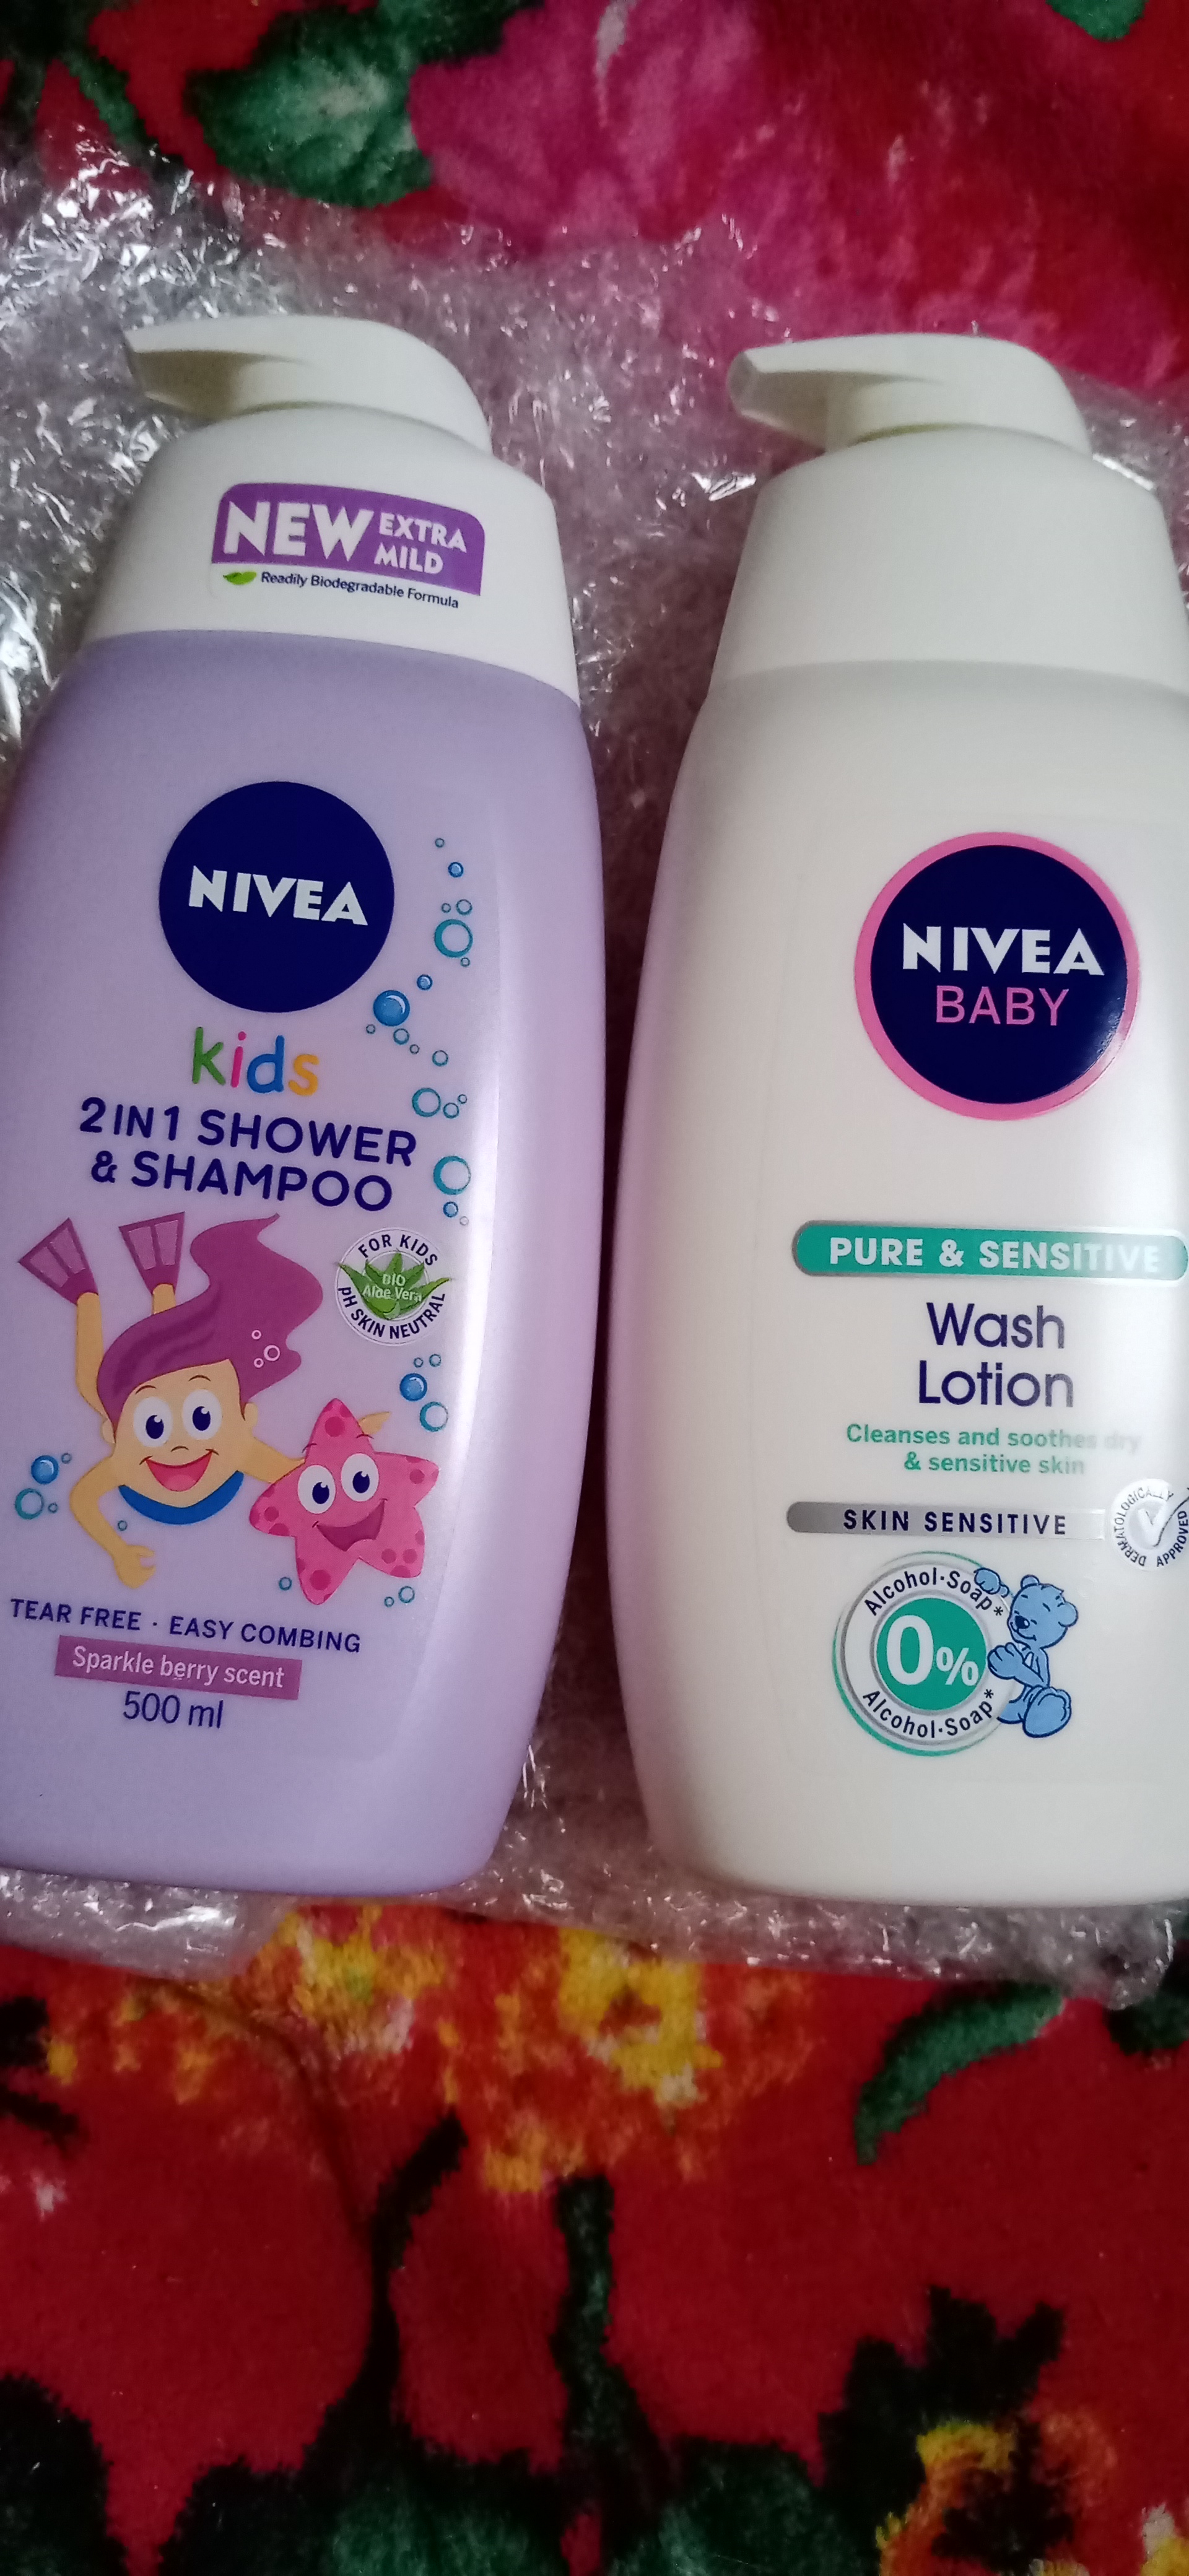 NEW EXTRA
MILD
Readily Biodegradable Formula
NIVEA
kids
2 IN 1 SHOWER
& SHAMPOO
FOR KIDS
BIO
Aloe Vera
PH SKIN NEUTRAL
TEAR FREE · EASY COMBING
Sparkle berry scent
500 ml
NIVEA
BABY
PURE & SENSITIVE
Wash
Lotion
Cleanses and soothes dry
& sensitive skin
SKIN SENSITIVE
DERMATOLOGICALLY
APPROVED
Alcohol·Soap*
0%
Alcohol·Soap*